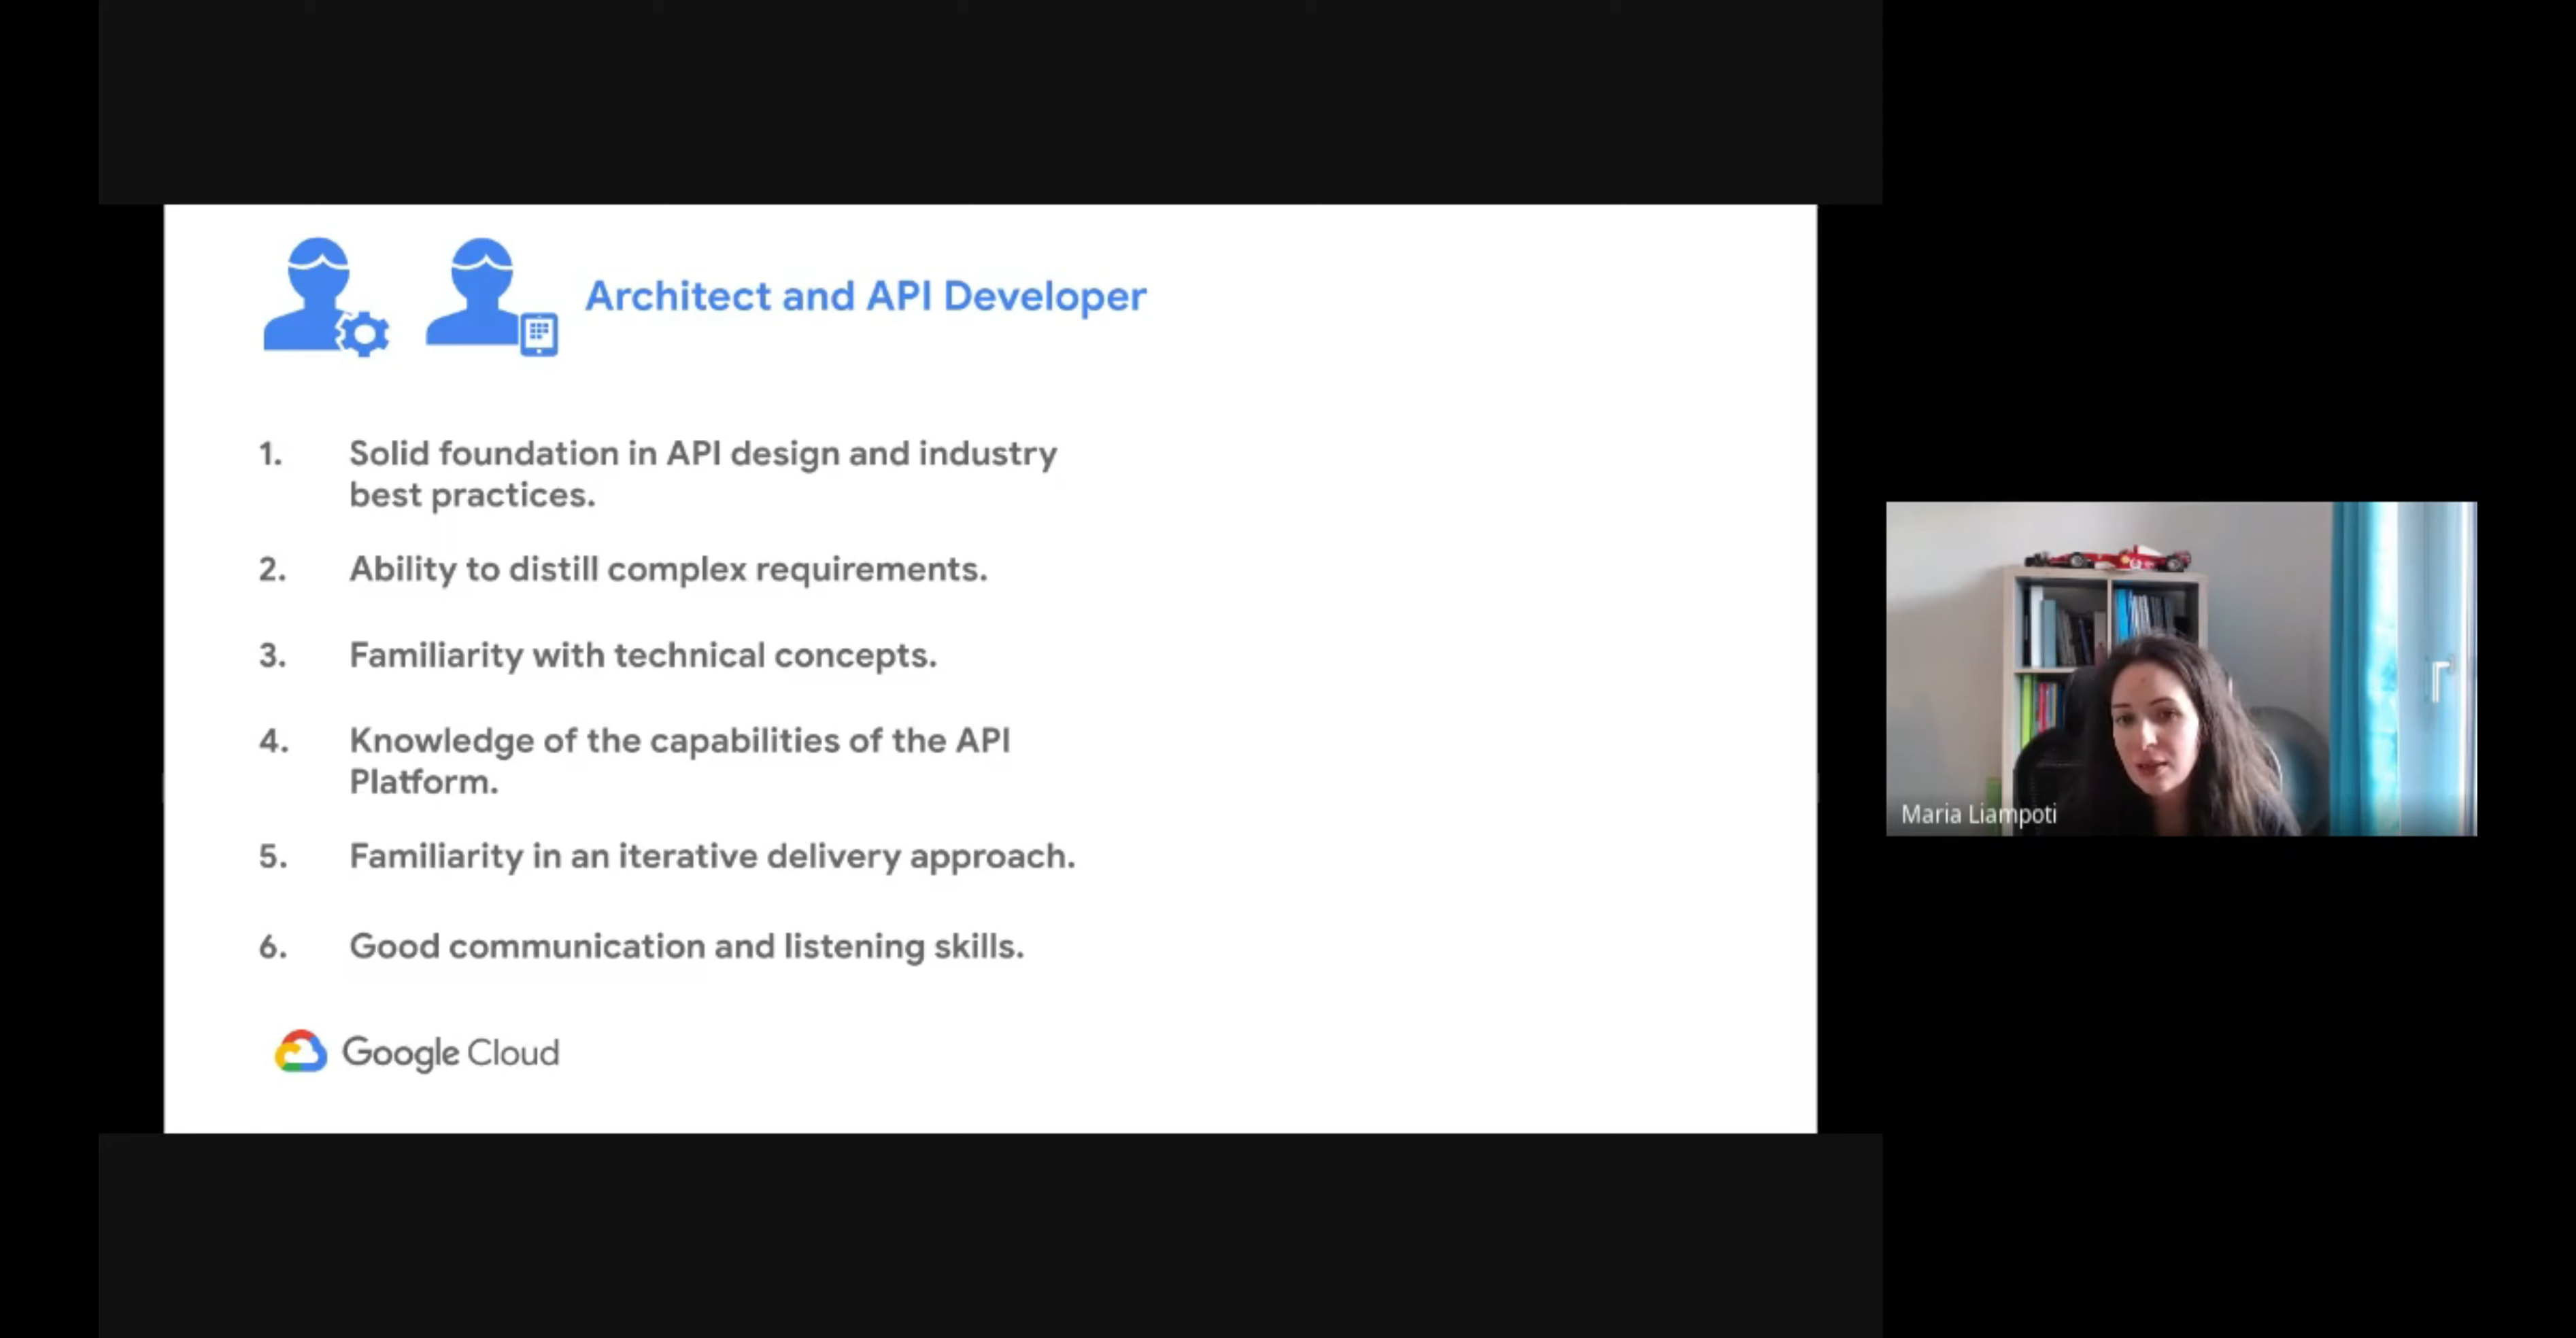 Architect and API Developer
1. Solid foundation in API design and industry
best practices.
2. Ability to distill complex requirements.
3. Familiarity with technical concepts.
4. Knowledge of the capabilities of the API
Platform.
5. Familiarity in an iterative delivery approach.
6. Good communication and listening skills.
Google Cloud
Maria Liampoti